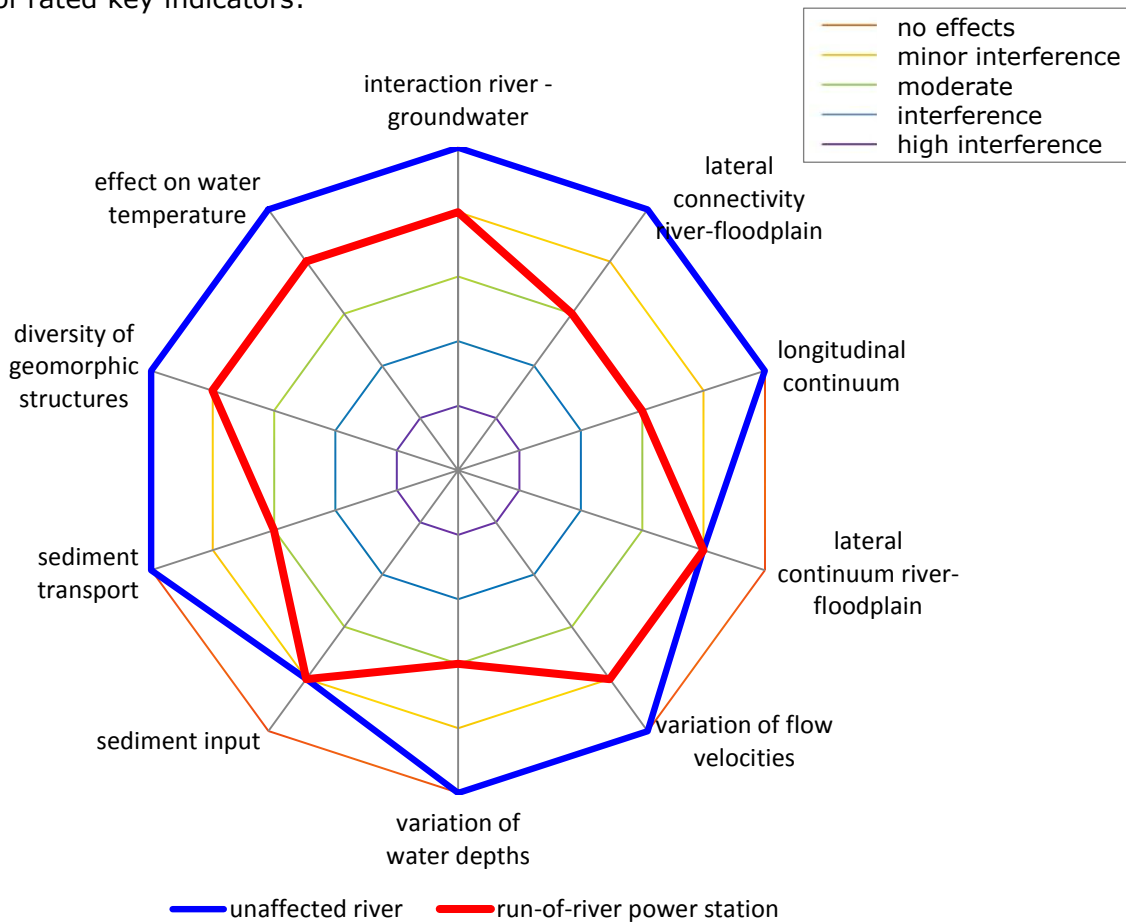 of rated key indicators:
no effects
minor interference
moderate
interference
high interference
interaction river -
groundwater
effect on water
temperature
lateral
connectivity
river-floodplain
diversity of
geomorphic
structures
longitudinal
continuum
sediment
transport
lateral
continuum river-
floodplain
sediment input
variation of flow
velocities
variation of
water depths
unaffected river
run-of-river power station